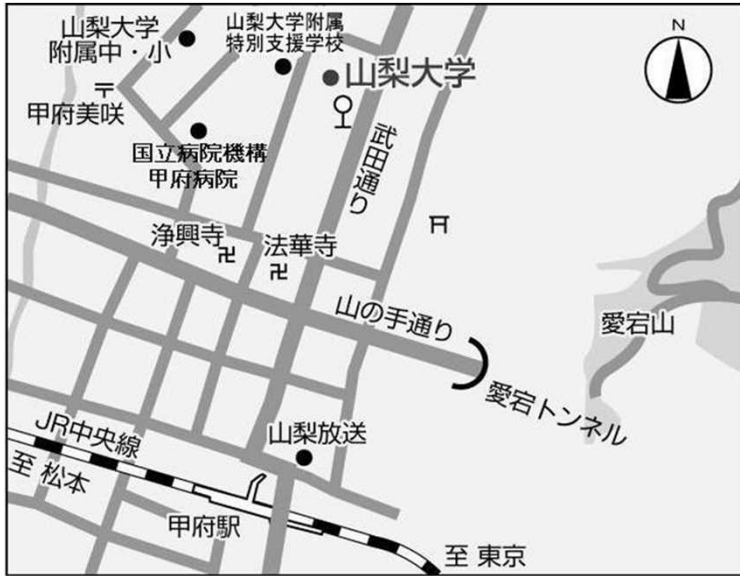 山梨大学
附属中・小
山梨大学附属
特別支援学校
山梨大学
N
〒
甲府美咲
国立病院機構
甲府病院
武田通り
浄興寺
卍
法華寺
卍
山の手通り
愛宕山
愛宕トンネル
山梨放送
JR中央線
至 松本
甲府駅
至 東京